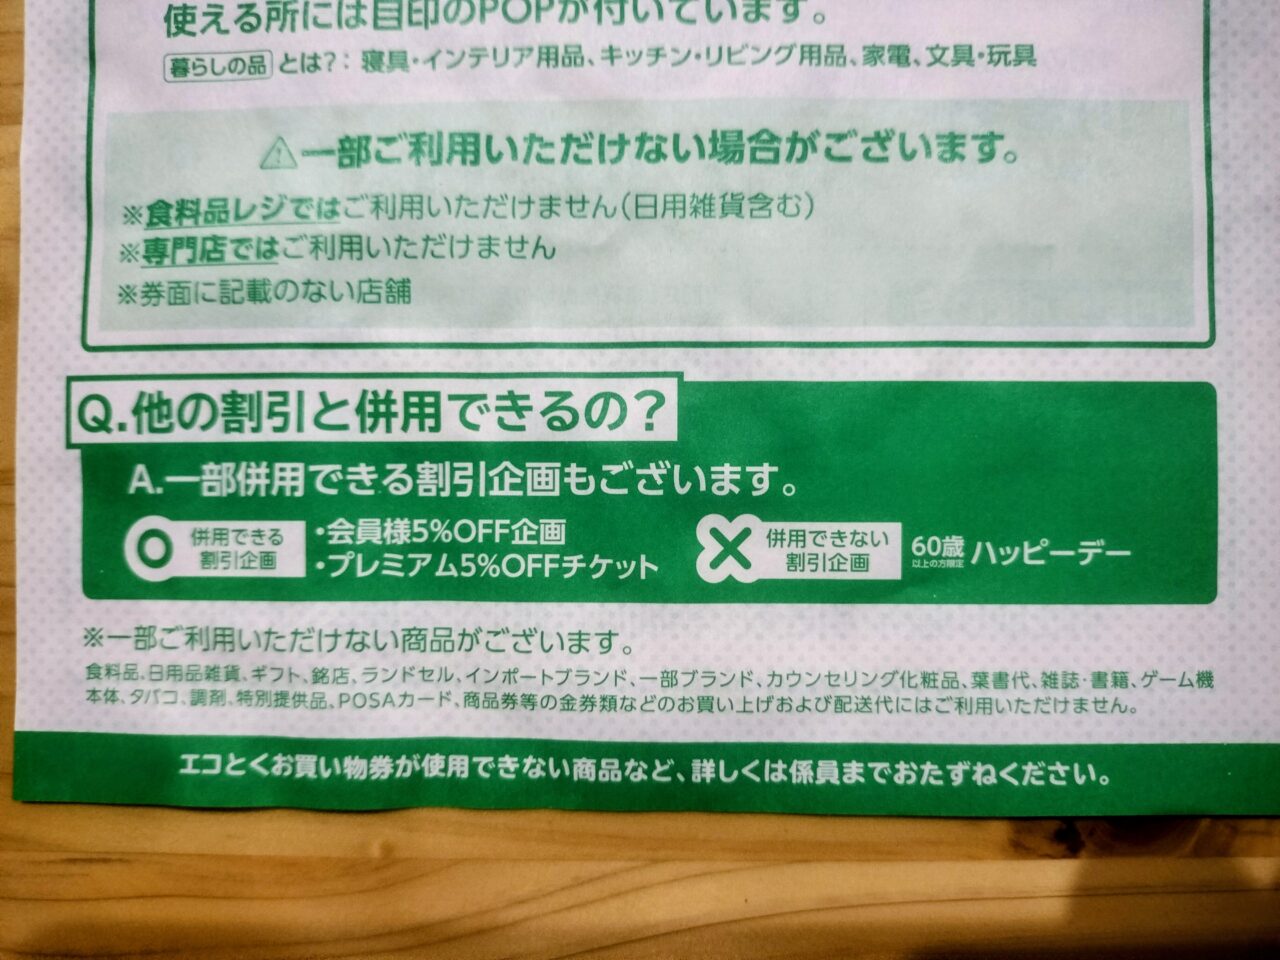 使える所には目印のPOPが付いています。
暮らしの品 とは?: 寝具・インテリア用品、キッチン・リビング用品、家電、文具・玩具
⚠一部ご利用いただけない場合がございます。
※食料品レジではご利用いただけません(日用雑貨含む)
※専門店ではご利用いただけません
※券面に記載のない店舗
Q.他の割引と併用できるの?
A.一部併用できる割引企画もございます。
○ 併用できる割引企画
・会員様5%OFF企画
・プレミアム5%OFFチケット
× 併用できない割引企画
60歳以上の方限定 ハッピーデー
※一部ご利用いただけない商品がございます。
食料品、日用品雑貨、ギフト、銘店、ランドセル、インポートブランド、一部ブランド、カウンセリング化粧品、葉書代、雑誌・書籍、ゲーム機
本体、タバコ、調剤、特別提供品、POSAカード、商品券等の金券類などのお買い上げおよび配送代にはご利用いただけません。
エコとくお買い物券が使用できない商品など、詳しくは係員までおたずねください。